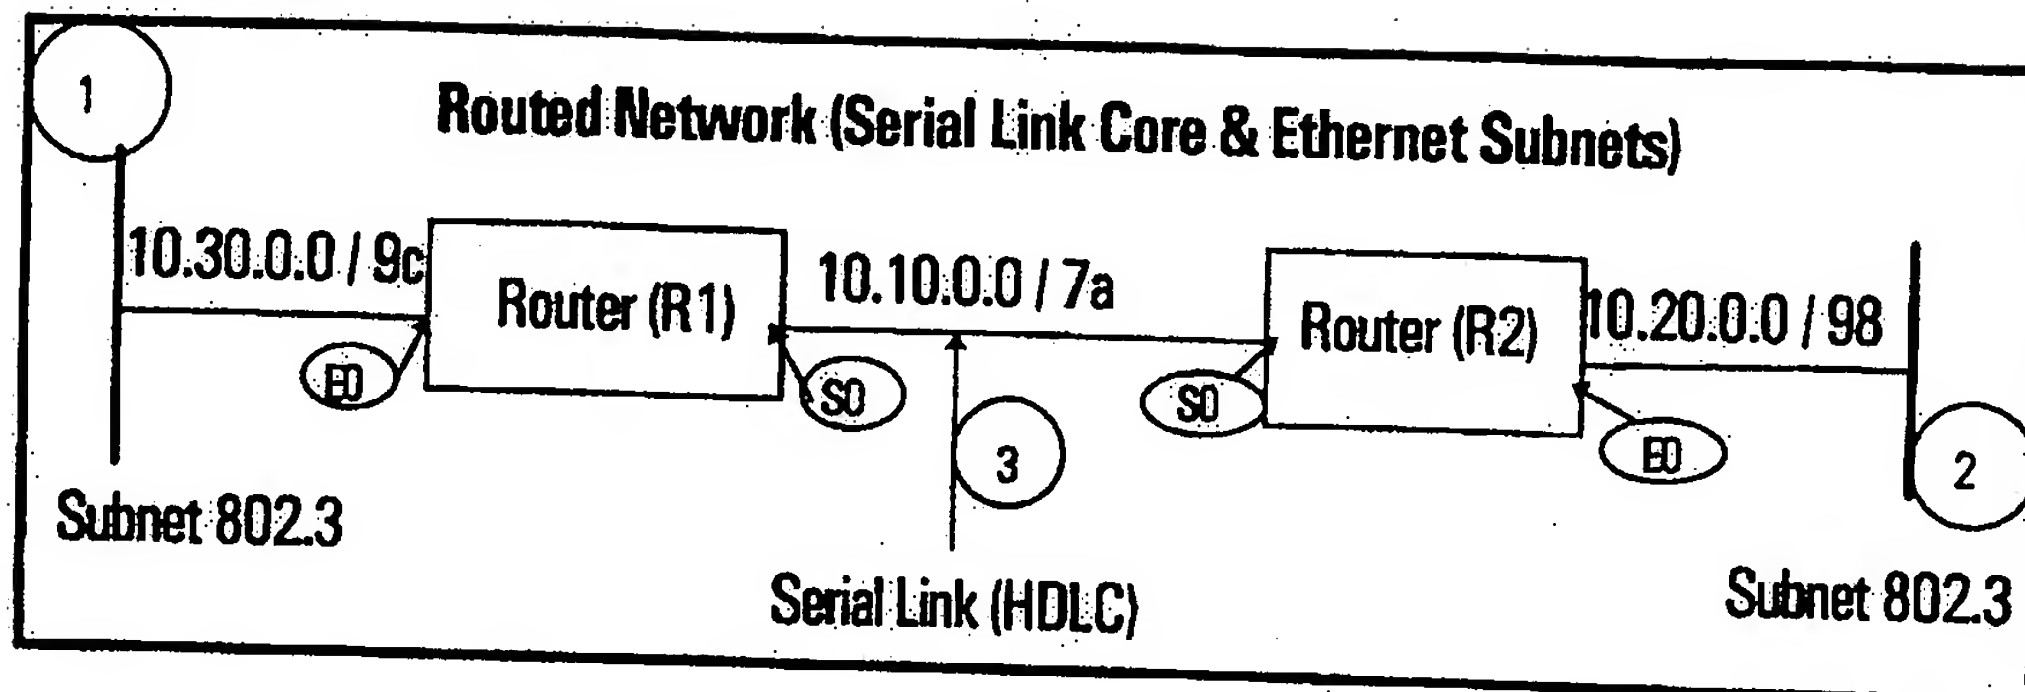 1
Routed Network (Serial Link Core & Ethernet Subnets)
10.30.0.0 / 9c
Router (R1)
10.10.0.0 / 7a
Router (R2)
10.20.0.0 / 98
E0
S0
S0
E0
3
2
Subnet 802.3
Serial Link (HDLC)
Subnet 802.3